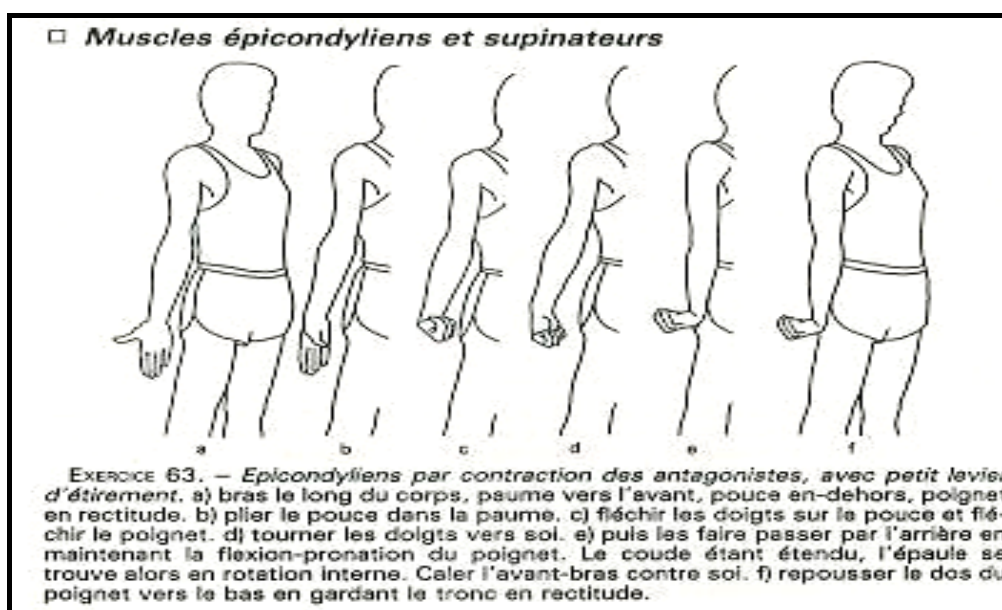 □ Muscles épicondyliens et supinateurs
a b c d e f
EXERCICE 63. — Epicondyliens par contraction des antagonistes, avec petit levier
d'étirement. a) bras le long du corps, paume vers l'avant, pouce en-dehors, poignet
en rectitude. b) plier le pouce dans la paume. c) fléchir les doigts sur le pouce et flé-
chir le poignet. d) tourner les doigts vers soi. e) puis les faire passer par l'arrière en
maintenant la flexion-pronation du poignet. Le coude étant étendu, l'épaule se
trouve alors en rotation interne. Caler l'avant-bras contre soi. f) repousser le dos du
poignet vers le bas en gardant le tronc en rectitude.